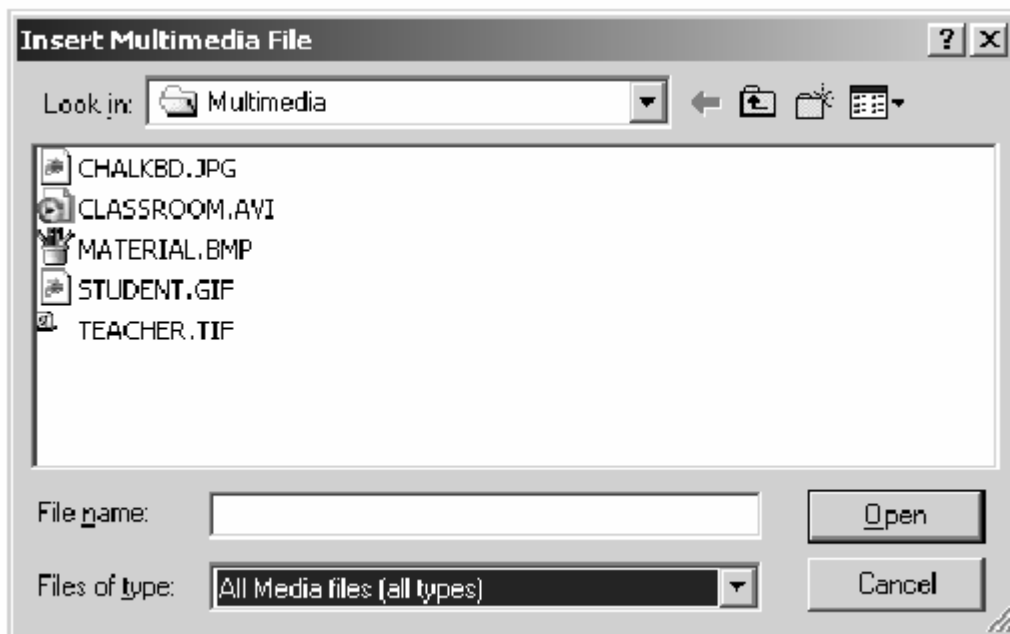 Insert Multimedia File
Look in: Multimedia
CHALKBD.JPG
CLASSROOM.AVI
MATERIAL.BMP
STUDENT.GIF
TEACHER.TIF
File name: Open
Files of type: All Media files (all types) Cancel